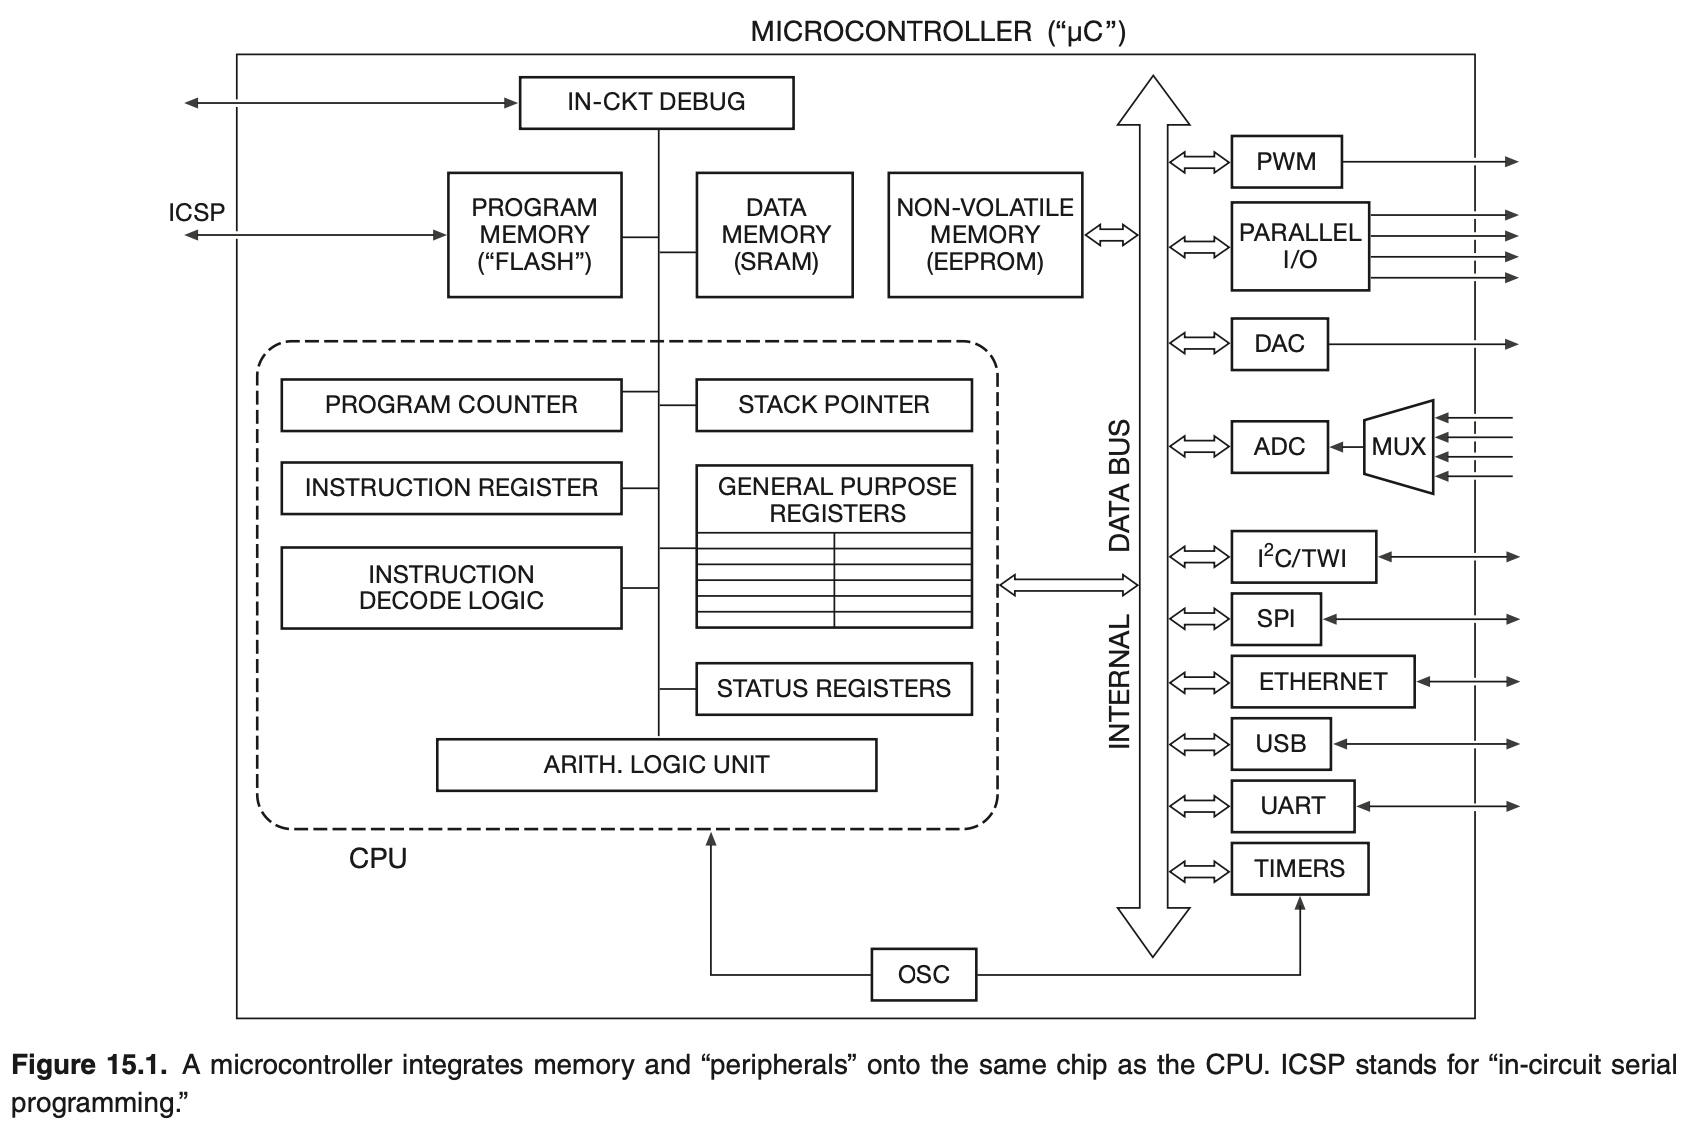 MICROCONTROLLER (“µC”)
IN-CKT DEBUG
ICSP
PROGRAM
MEMORY
(“FLASH”)
DATA
MEMORY
(SRAM)
NON-VOLATILE
MEMORY
(EEPROM)
PROGRAM COUNTER
STACK POINTER
INSTRUCTION REGISTER
GENERAL PURPOSE
REGISTERS
INSTRUCTION
DECODE LOGIC
STATUS REGISTERS
ARITH. LOGIC UNIT
CPU
OSC
INTERNAL DATA BUS
PWM
PARALLEL
I/O
DAC
ADC
MUX
I²C/TWI
SPI
ETHERNET
USB
UART
TIMERS
Figure 15.1. A microcontroller integrates memory and “peripherals” onto the same chip as the CPU. ICSP stands for “in-circuit serial
programming.”